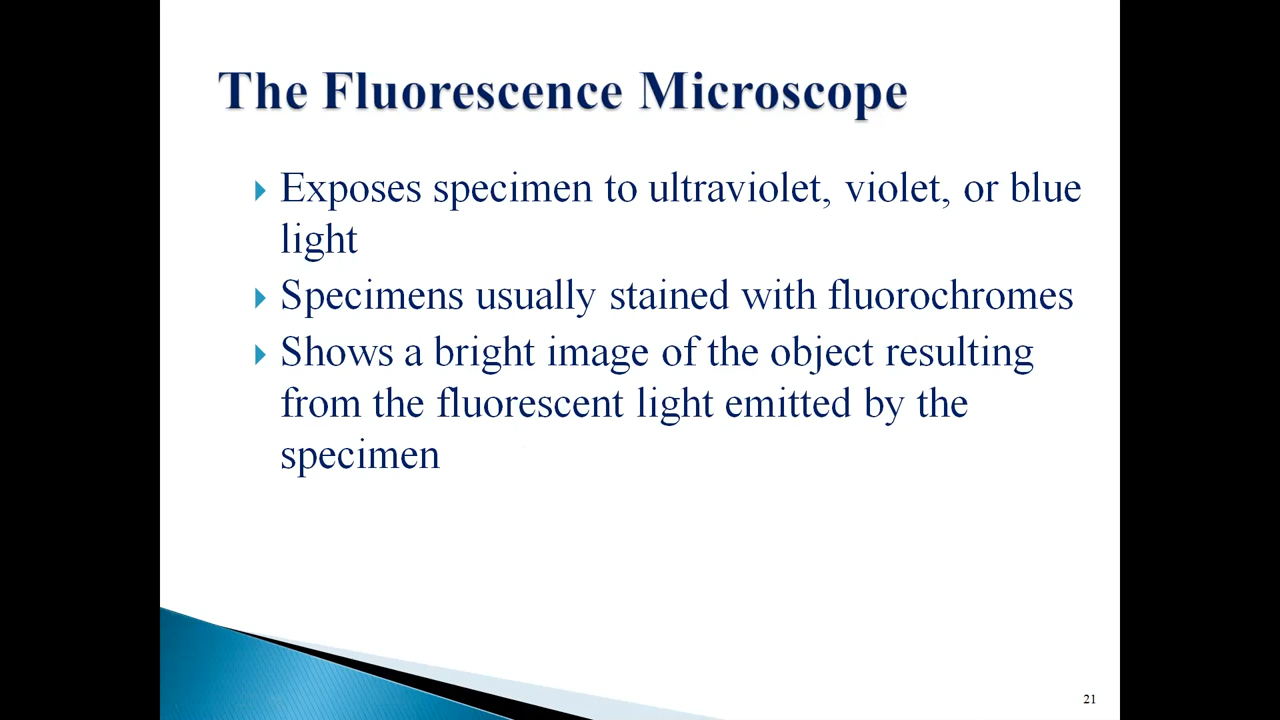 The Fluorescence Microscope
Exposes specimen to ultraviolet, violet, or blue
light
Specimens usually stained with fluorochromes
Shows a bright image of the object resulting
from the fluorescent light emitted by the
specimen
21